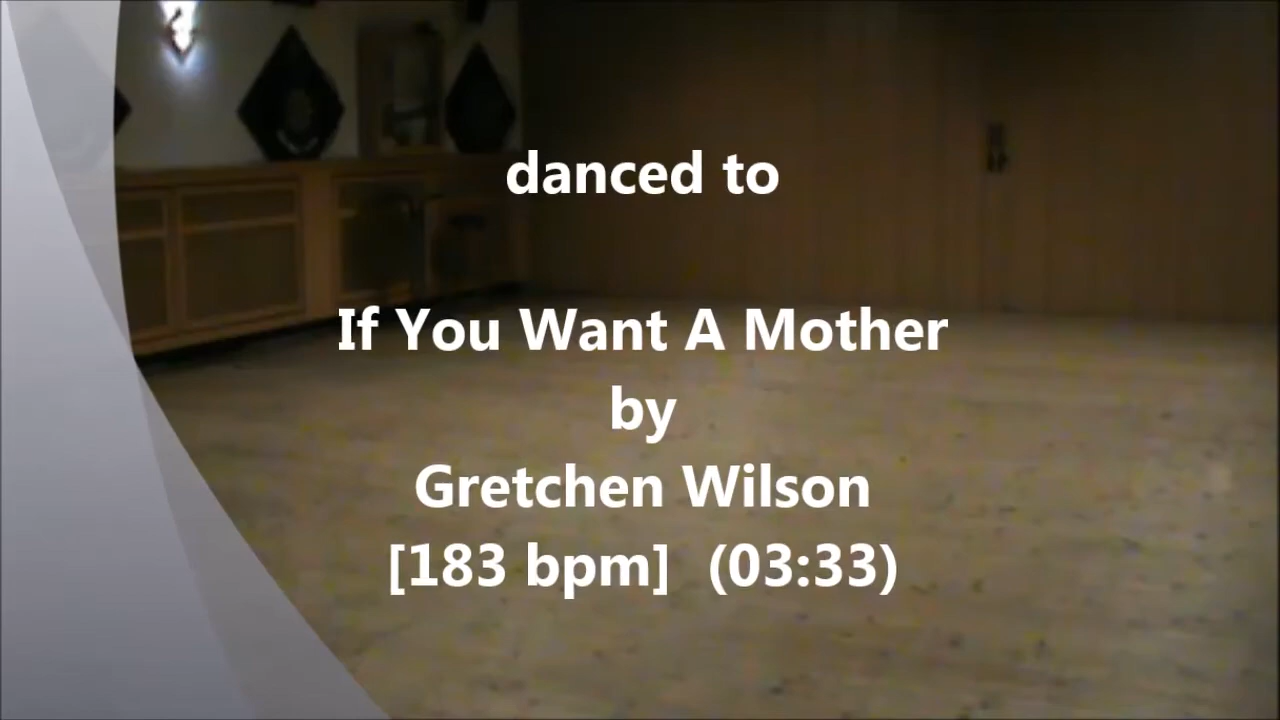 danced to
If You Want A Mother
by
Gretchen Wilson
[183 bpm]  (03:33)